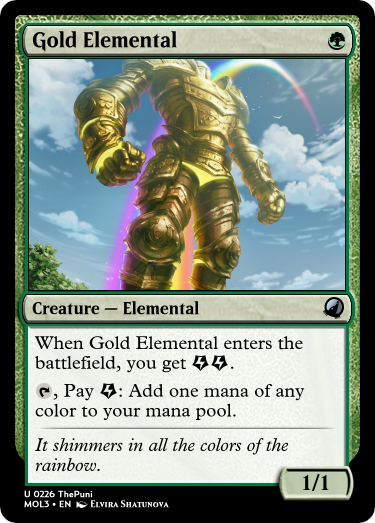 Gold Elemental
Creature — Elemental
When Gold Elemental enters the
battlefield, you get.
, Pay : Add one mana of any
color to your mana pool.
It shimmers in all the colors of the
rainbow.
1/1
U 0226 ThePuni
MOL3 • EN Elvira Shatunova